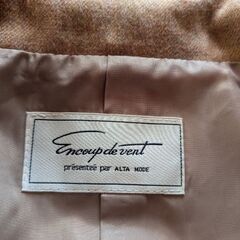 Encoup de vent
présentée par ALTA MODE